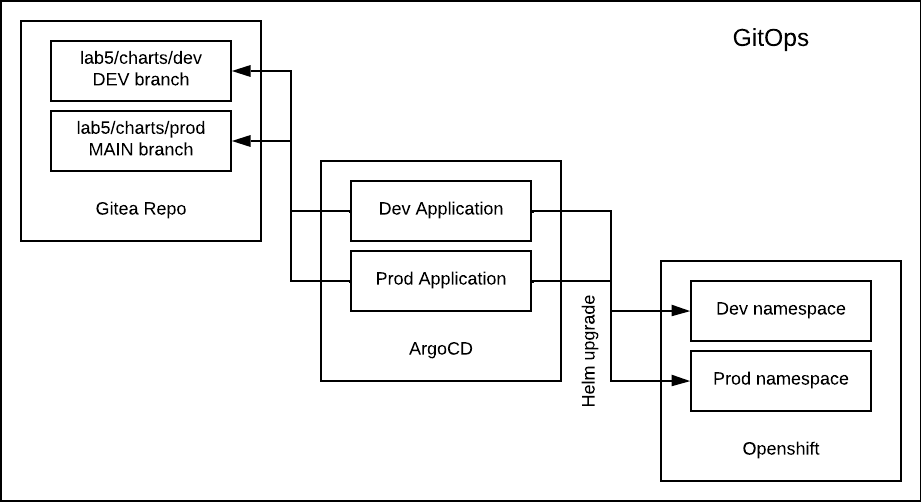 GitOps
lab5/charts/dev
DEV branch
lab5/charts/prod
MAIN branch
Gitea Repo
Dev Application
Prod Application
ArgoCD
Helm upgrade
Dev namespace
Prod namespace
Openshift